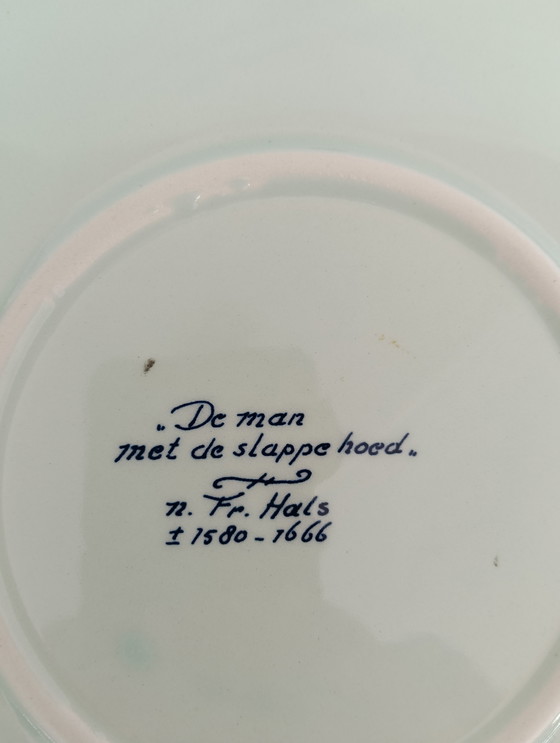 „De man
met de slappe hoed„
n. Fr. Hals
± 1580 - 1666